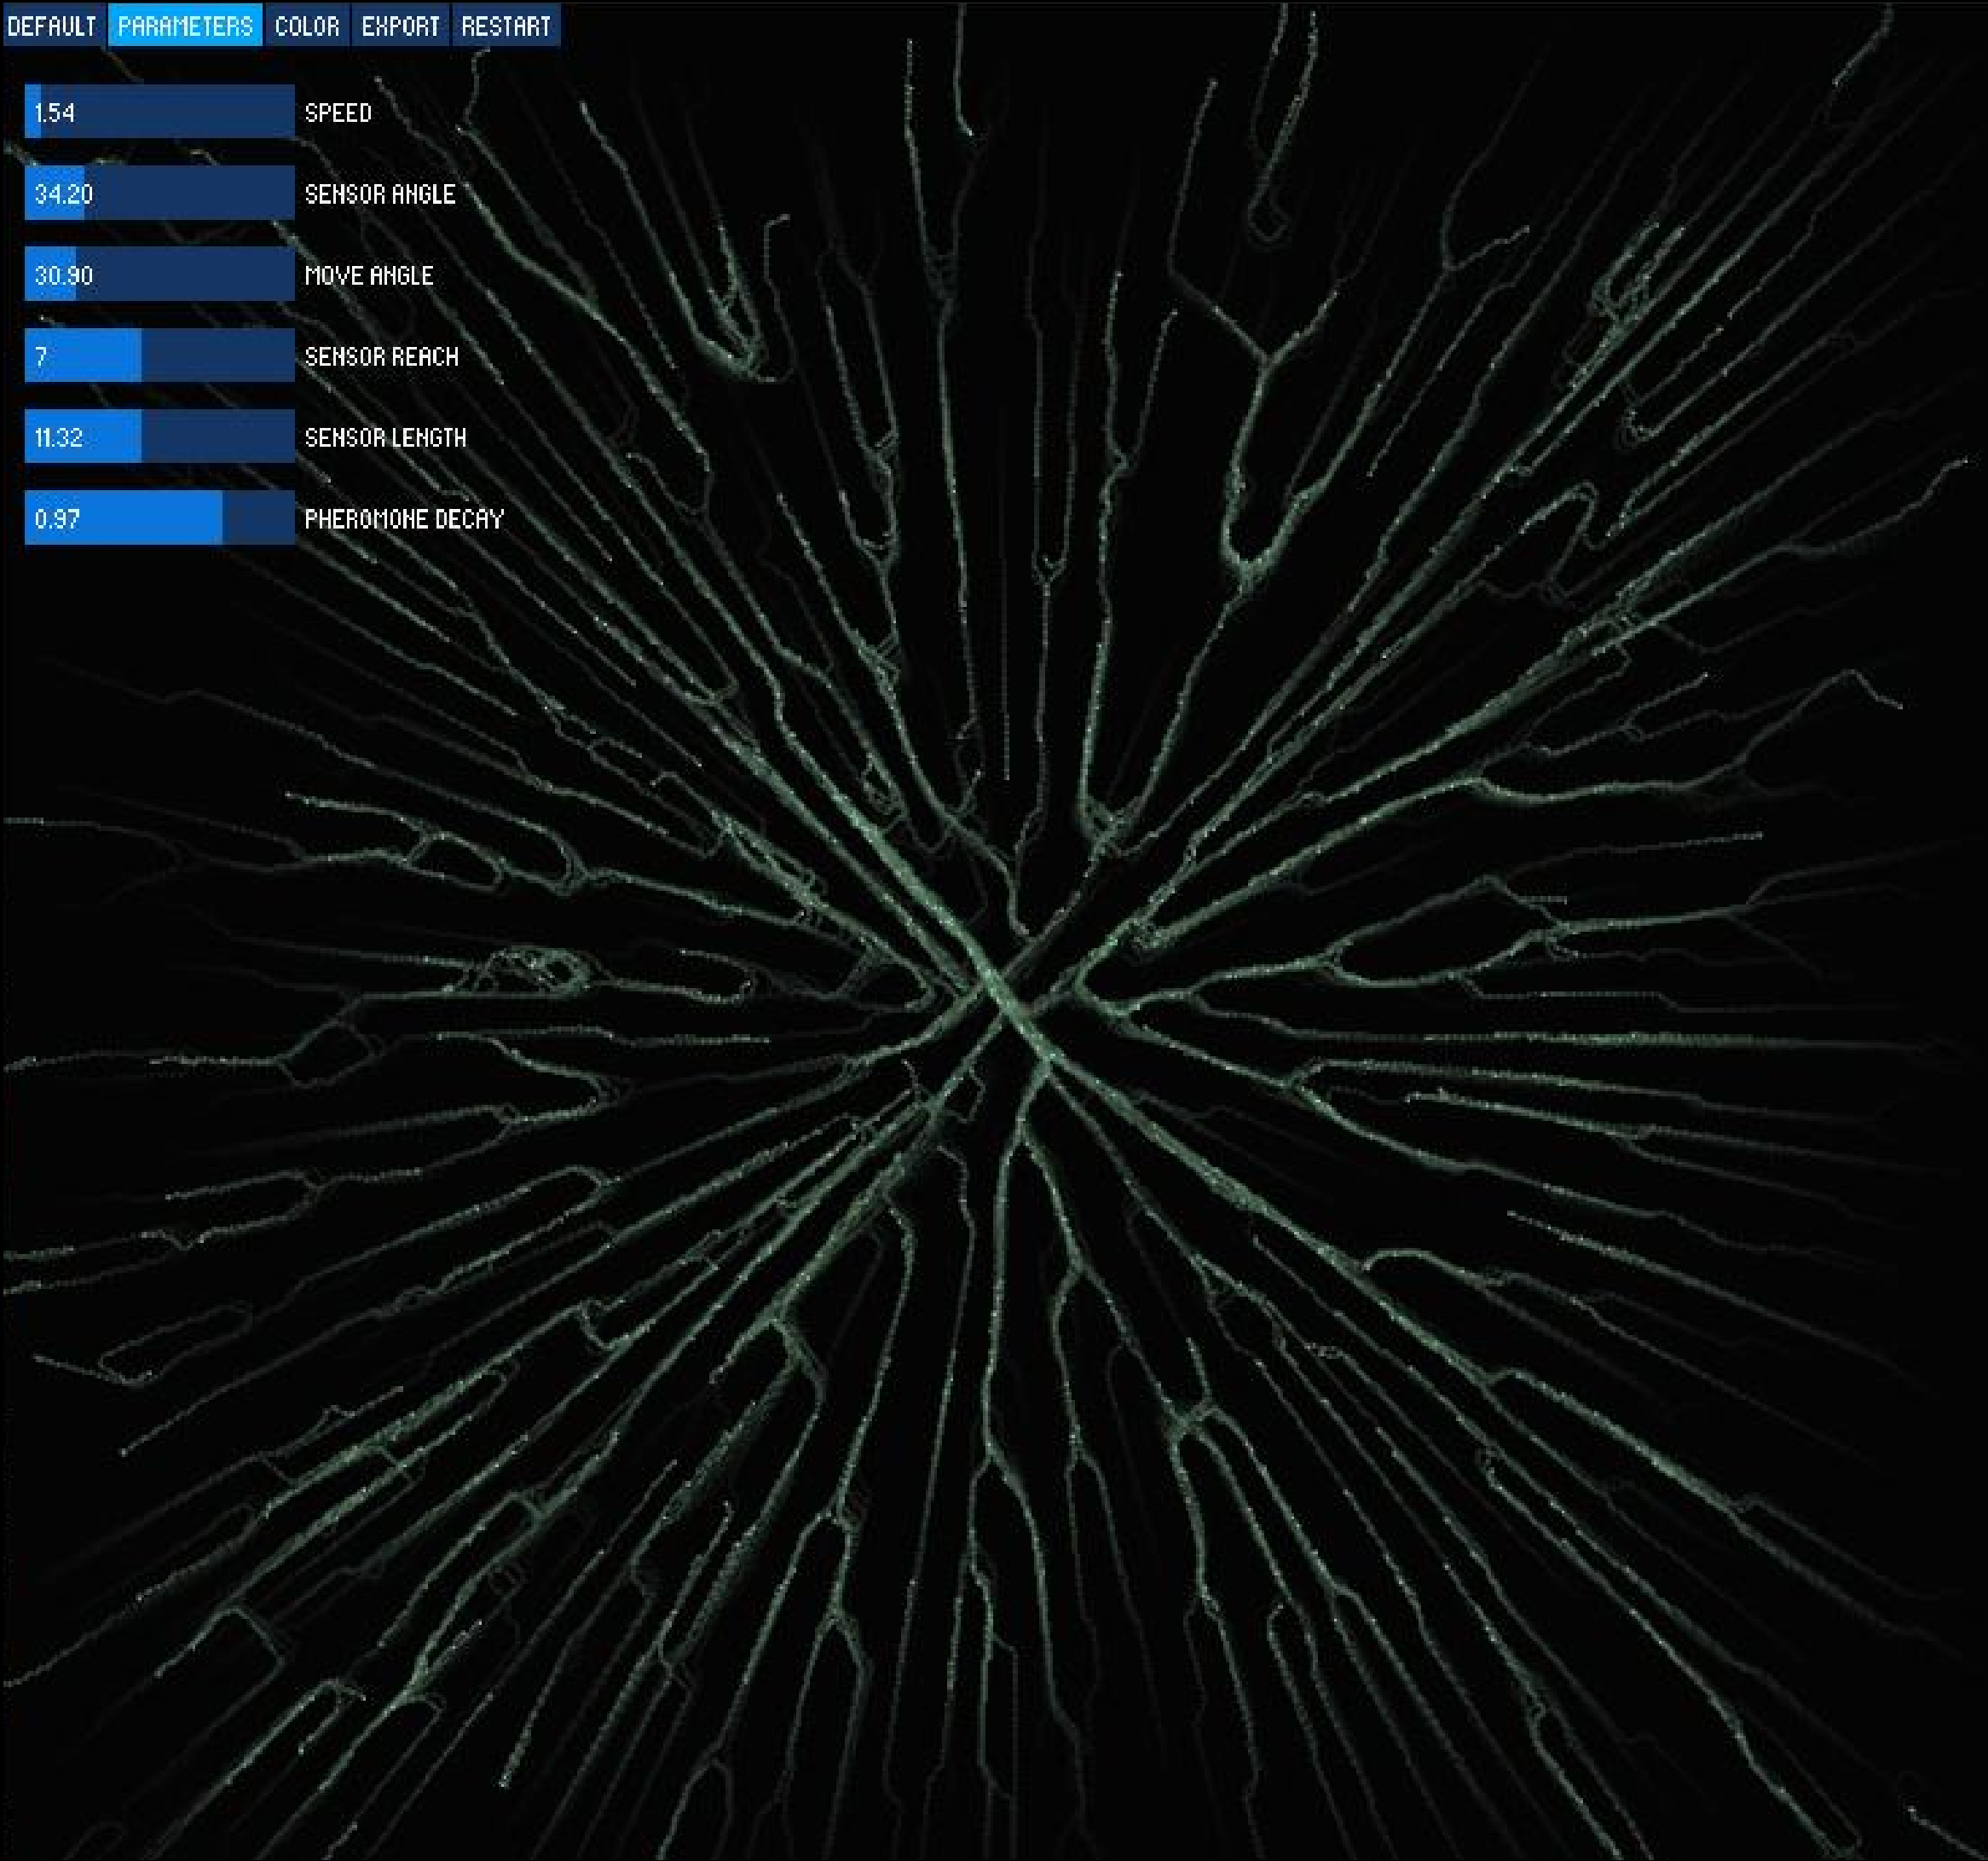 DEFAULT PARAMETERS COLOR EXPORT RESTART
1.54 SPEED
34.20 SENSOR ANGLE
30.90 MOVE ANGLE
7 SENSOR REACH
11.32 SENSOR LENGTH
0.97 PHEROMONE DECAY